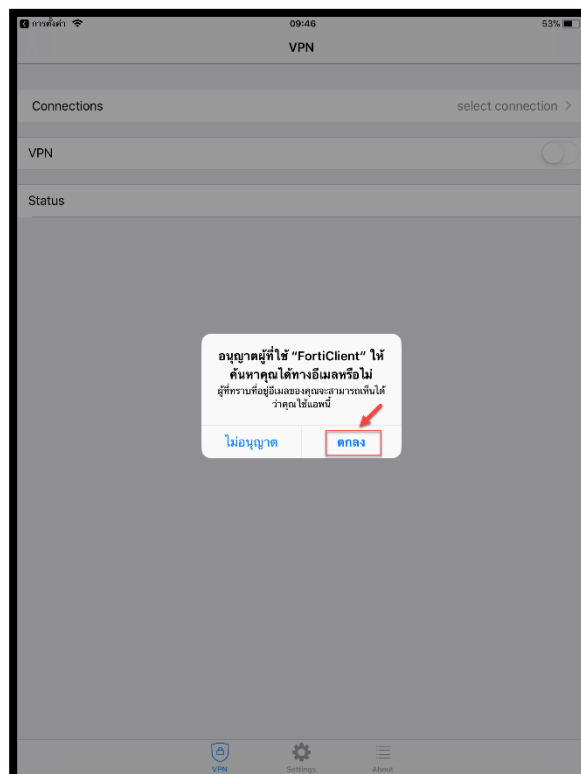 การตั้งค่า
09:46
53%
VPN
Connections
select connection
VPN
Status
อนุญาตผู้ที่ใช้ “FortiClient” ให้
ค้นหาคุณได้ทางอีเมลหรือไม่
ผู้ที่ทราบที่อยู่อีเมลของคุณจะสามารถเห็นได้
ว่าคุณใช้แอพนี้
ไม่อนุญาต
ตกลง
VPN
Settings
About